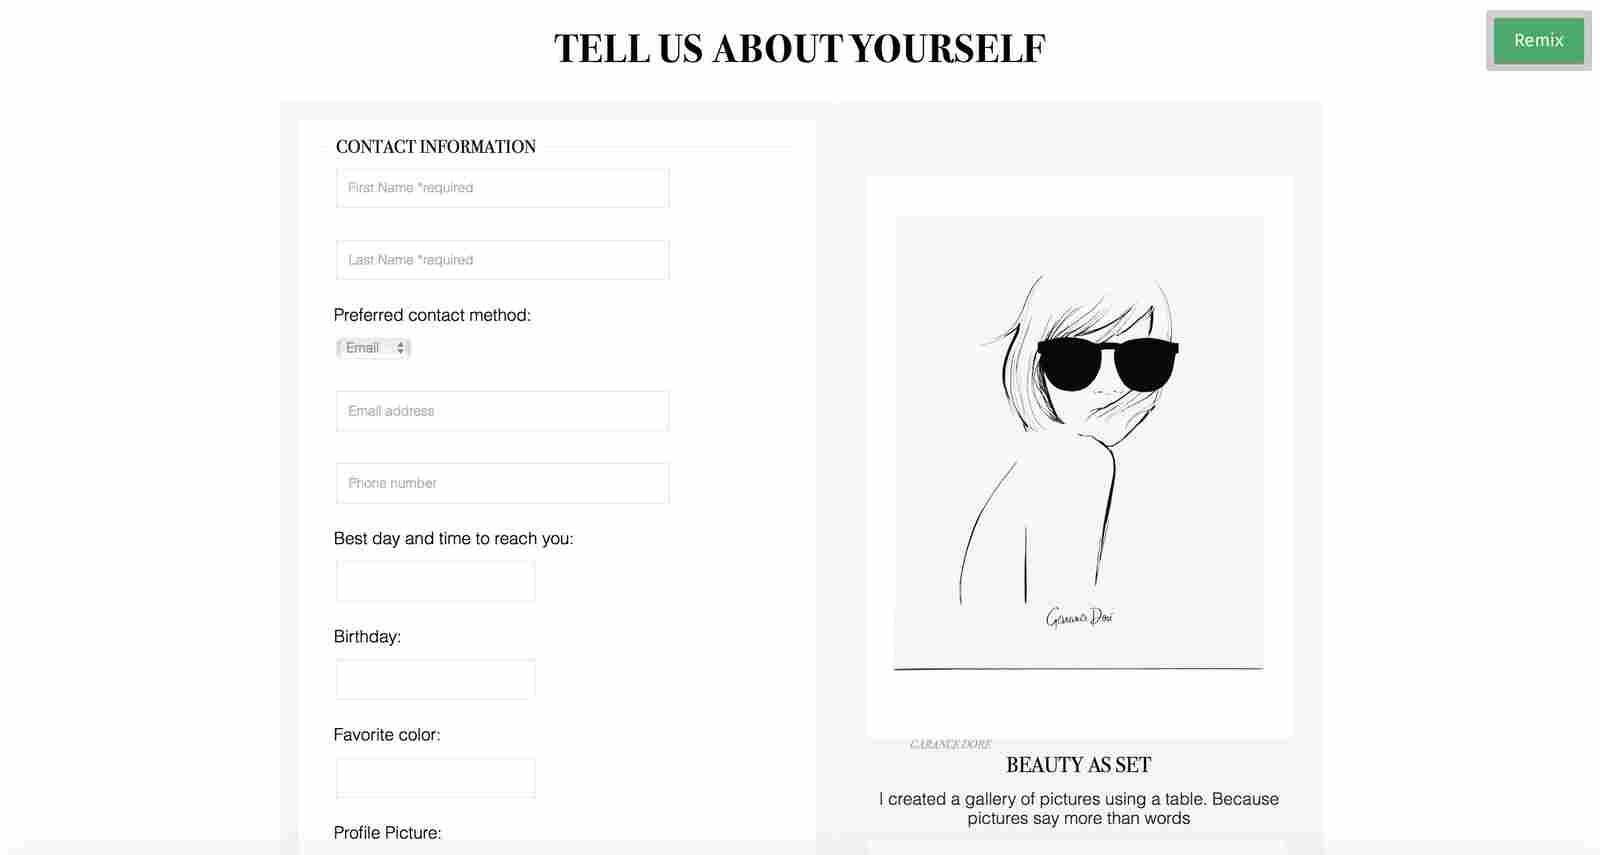 TELL US ABOUT YOURSELF
Remix
CONTACT INFORMATION
First Name *required
Last Name *required
Preferred contact method:
Email
Email address
Phone number
Best day and time to reach you:
Birthday:
Favorite color:
Profile Picture:
Garance Doré
CARANCE DORE
BEAUTY AS SET
I created a gallery of pictures using a table. Because
pictures say more than words